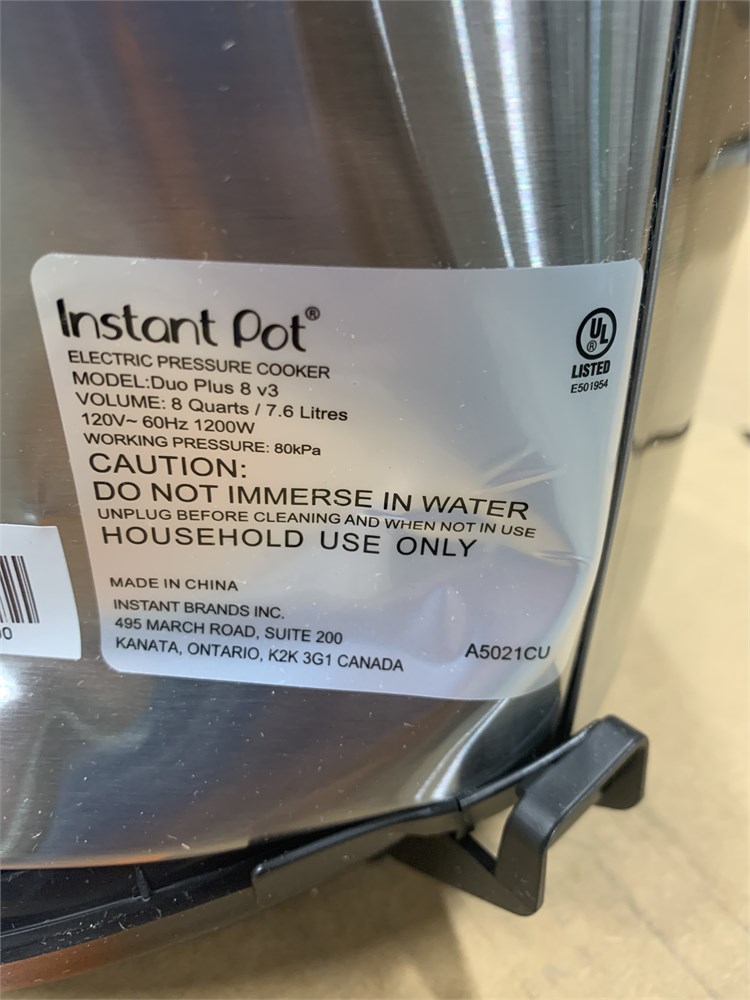 Instant Pot®
ELECTRIC PRESSURE COOKER
MODEL:Duo Plus 8 v3
VOLUME: 8 Quarts / 7.6 Litres
120V~ 60Hz 1200W
WORKING PRESSURE: 80kPa
CAUTION:
DO NOT IMMERSE IN WATER
UNPLUG BEFORE CLEANING AND WHEN NOT IN USE
HOUSEHOLD USE ONLY
MADE IN CHINA
INSTANT BRANDS INC.
495 MARCH ROAD, SUITE 200
KANATA, ONTARIO, K2K 3G1 CANADA
UL®
LISTED
E501954
A5021CU